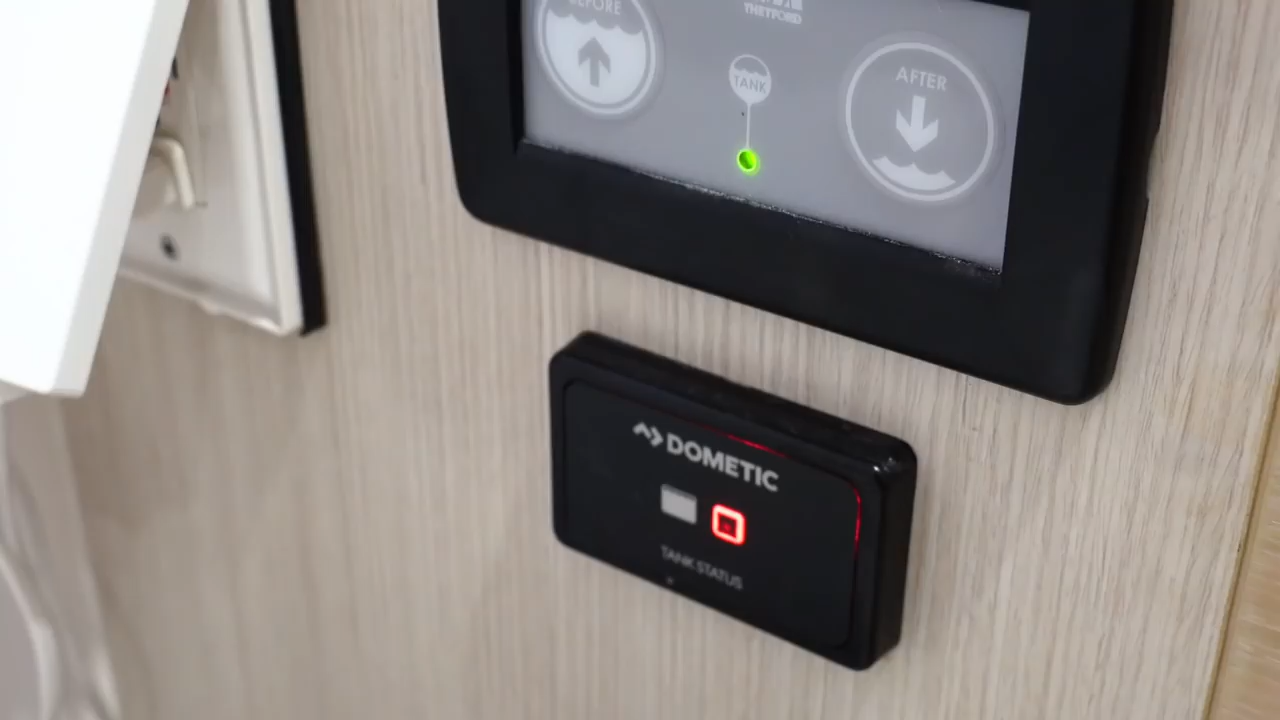 BEFORE
THETFORD
TANK
AFTER
DOMETIC
TANK STATUS